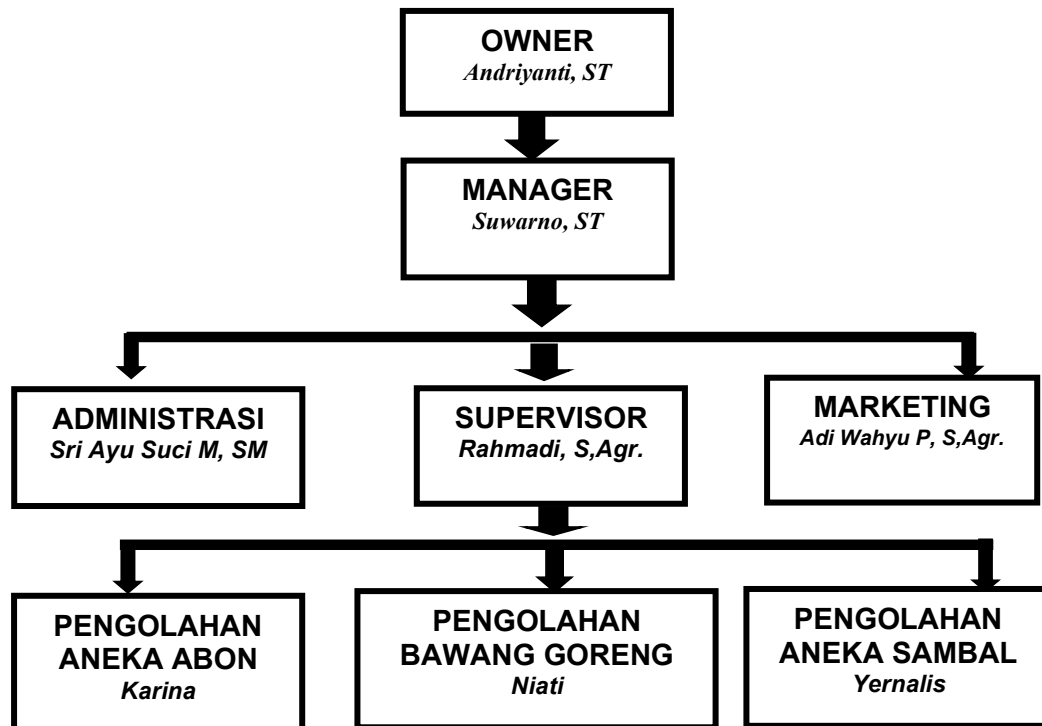 OWNER
Andriyanti, ST
MANAGER
Suwarno, ST
ADMINISTRASI
Sri Ayu Suci M, SM
SUPERVISOR
Rahmadi, S,Agr.
MARKETING
Adi Wahyu P, S,Agr.
PENGOLAHAN
ANEKA ABON
Karina
PENGOLAHAN
BAWANG GORENG
Niati
PENGOLAHAN
ANEKA SAMBAL
Yernalis